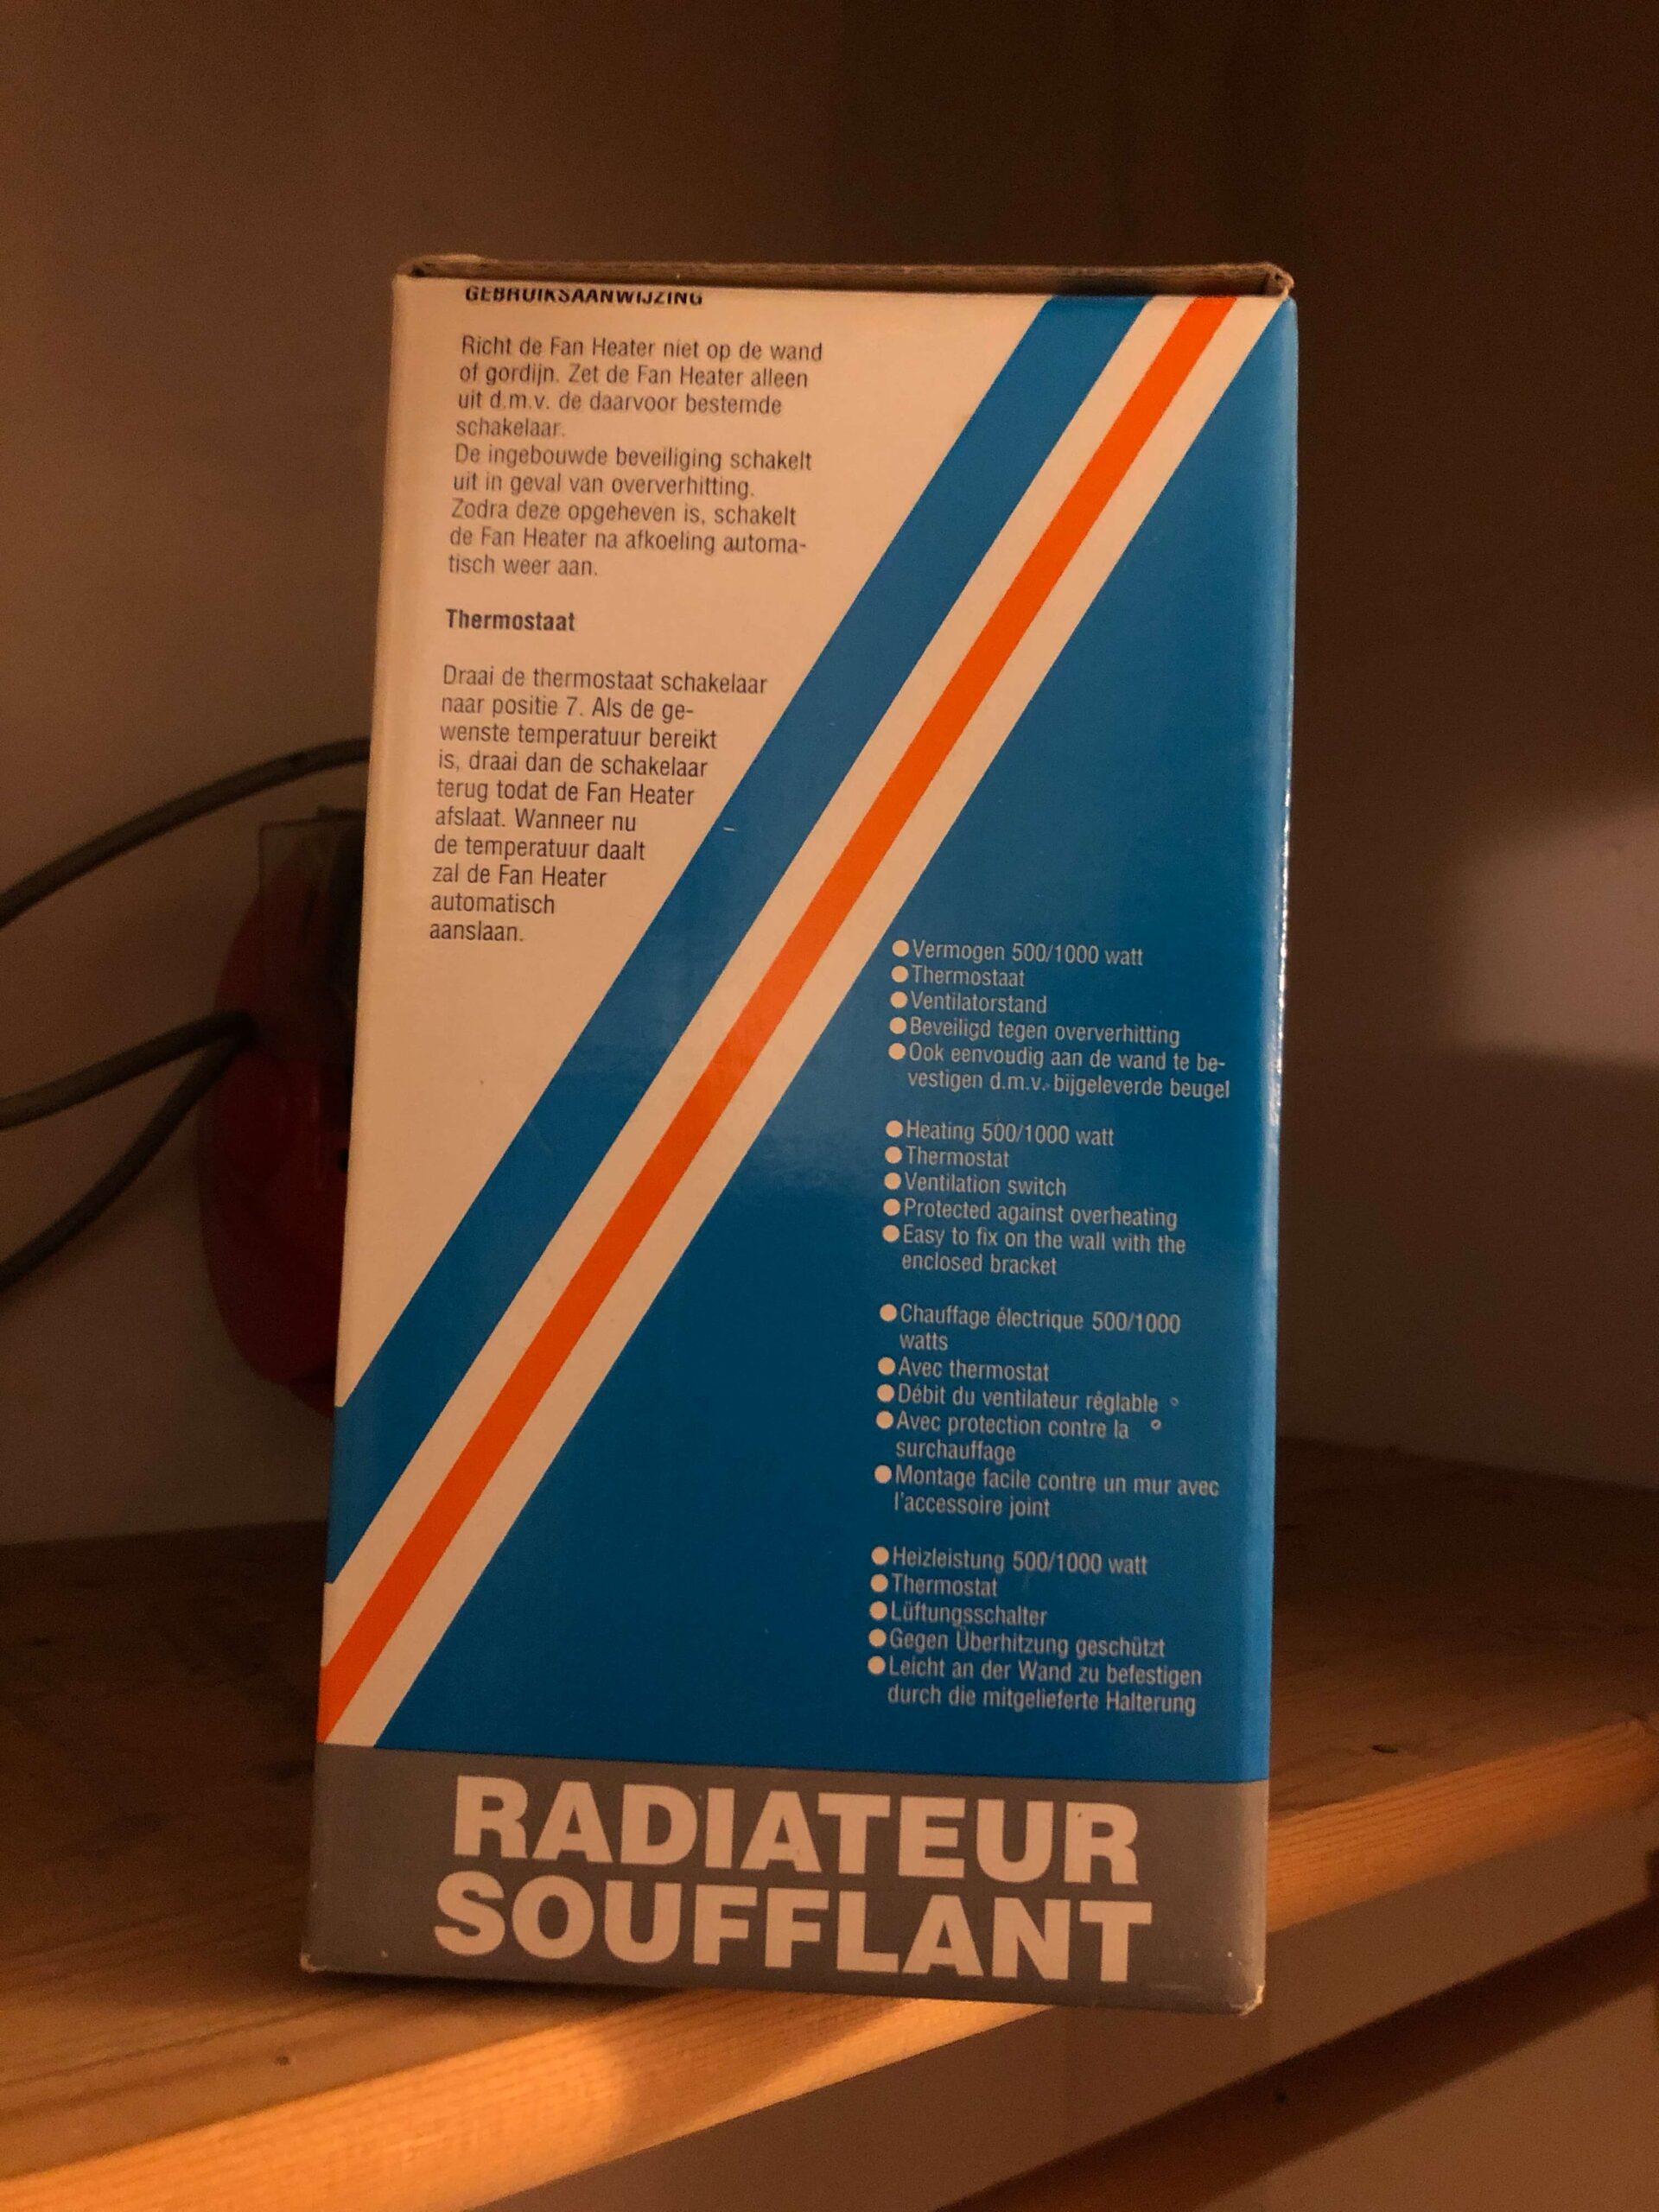 GEBRUIKSAANWIJZING
Richt de Fan Heater niet op de wand
of gordijn. Zet de Fan Heater alleen
uit d.m.v. de daarvoor bestemde
schakelaar.
De ingebouwde beveiliging schakelt
uit in geval van oververhitting.
Zodra deze opgeheven is, schakelt
de Fan Heater na afkoeling automa-
tisch weer aan.
Thermostaat
Draai de thermostaat schakelaar
naar positie 7. Als de ge-
wenste temperatuur bereikt
is, draai dan de schakelaar
terug todat de Fan Heater
afslaat. Wanneer nu
de temperatuur daalt
zal de Fan Heater
automatisch
aanslaan.
●Vermogen 500/1000 watt
●Thermostaat
●Ventilatorstand
●Beveiligd tegen oververhitting
●Ook eenvoudig aan de wand te be-
vestigen d.m.v. bijgeleverde beugel
●Heating 500/1000 watt
●Thermostat
●Ventilation switch
●Protected against overheating
●Easy to fix on the wall with the
enclosed bracket
●Chauffage électrique 500/1000
watts
●Avec thermostat
●Débit du ventilateur réglable
●Avec protection contre la
surchauffage
●Montage facile contre un mur avec
l'accessoire joint
●Heizleistung 500/1000 watt
●Thermostat
●Lüftungsschalter
●Gegen Überhitzung geschützt
●Leicht an der Wand zu befestigen
durch die mitgelieferte Halterung
RADIATEUR
SOUFFLANT